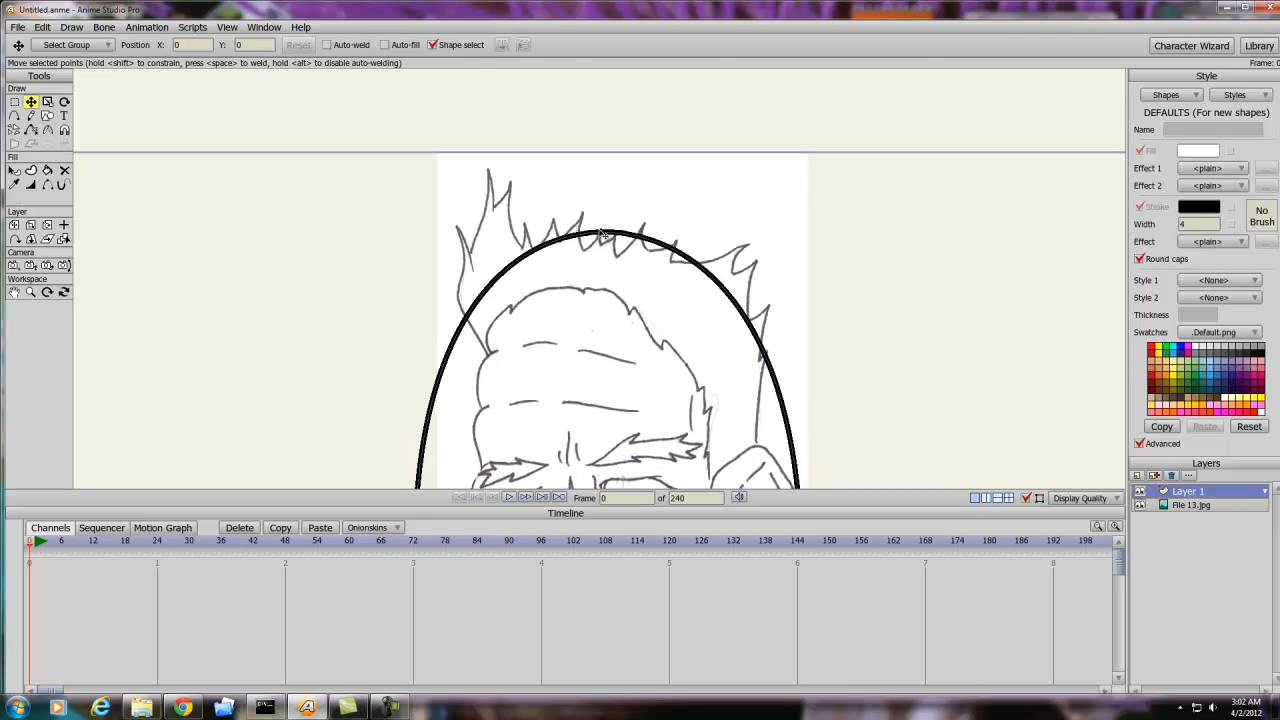 Untitled.anme - Anime Studio Pro
File Edit Draw Bone Animation Scripts View Window Help
Select Group Position X: 0 Y: 0 Reset Auto-weld Auto-fill Shape select Character Wizard Library
Move selected points (hold <shift> to constrain, press <space> to weld, hold <alt> to disable auto-welding) Frame: 0
Tools
Draw
T
Fill
Layer
Camera
Workspace
Style
Shapes Styles
DEFAULTS (For new shapes)
Name
Fill
Effect 1 <plain> ...
Effect 2 <plain> ...
Stroke
No Brush
Width 4
Effect <plain> ...
Round caps
Style 1 <None>
Style 2 <None>
Thickness
Swatches .Default.png
Copy Paste Reset
Advanced
Layers
Layer 1
File 13.jpg
Frame 0 of 240 Display Quality
Timeline
Channels Sequencer Motion Graph Delete Copy Paste Onionskins
0 6 12 18 24 30 36 42 48 54 60 66 72 78 84 90 96 102 108 114 120 126 132 138 144 150 156 162 168 174 180 186 192 198
0 1 2 3 4 5 6 7 8
3:02 AM
4/2/2012